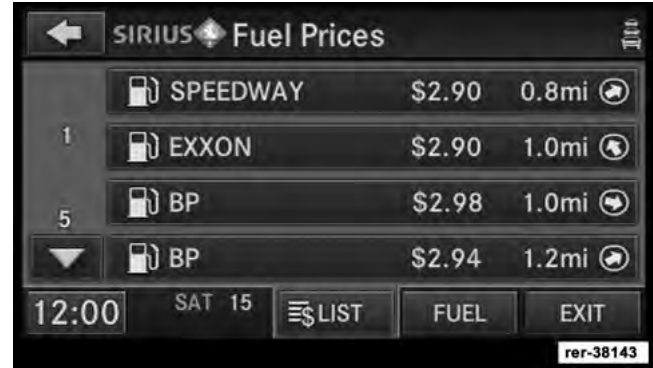 SIRIUS Fuel Prices
SPEEDWAY $2.90 0.8mi
1
EXXON $2.90 1.0mi
5
BP $2.98 1.0mi
BP $2.94 1.2mi
12:00 SAT 15 $LIST FUEL EXIT
rer-38143